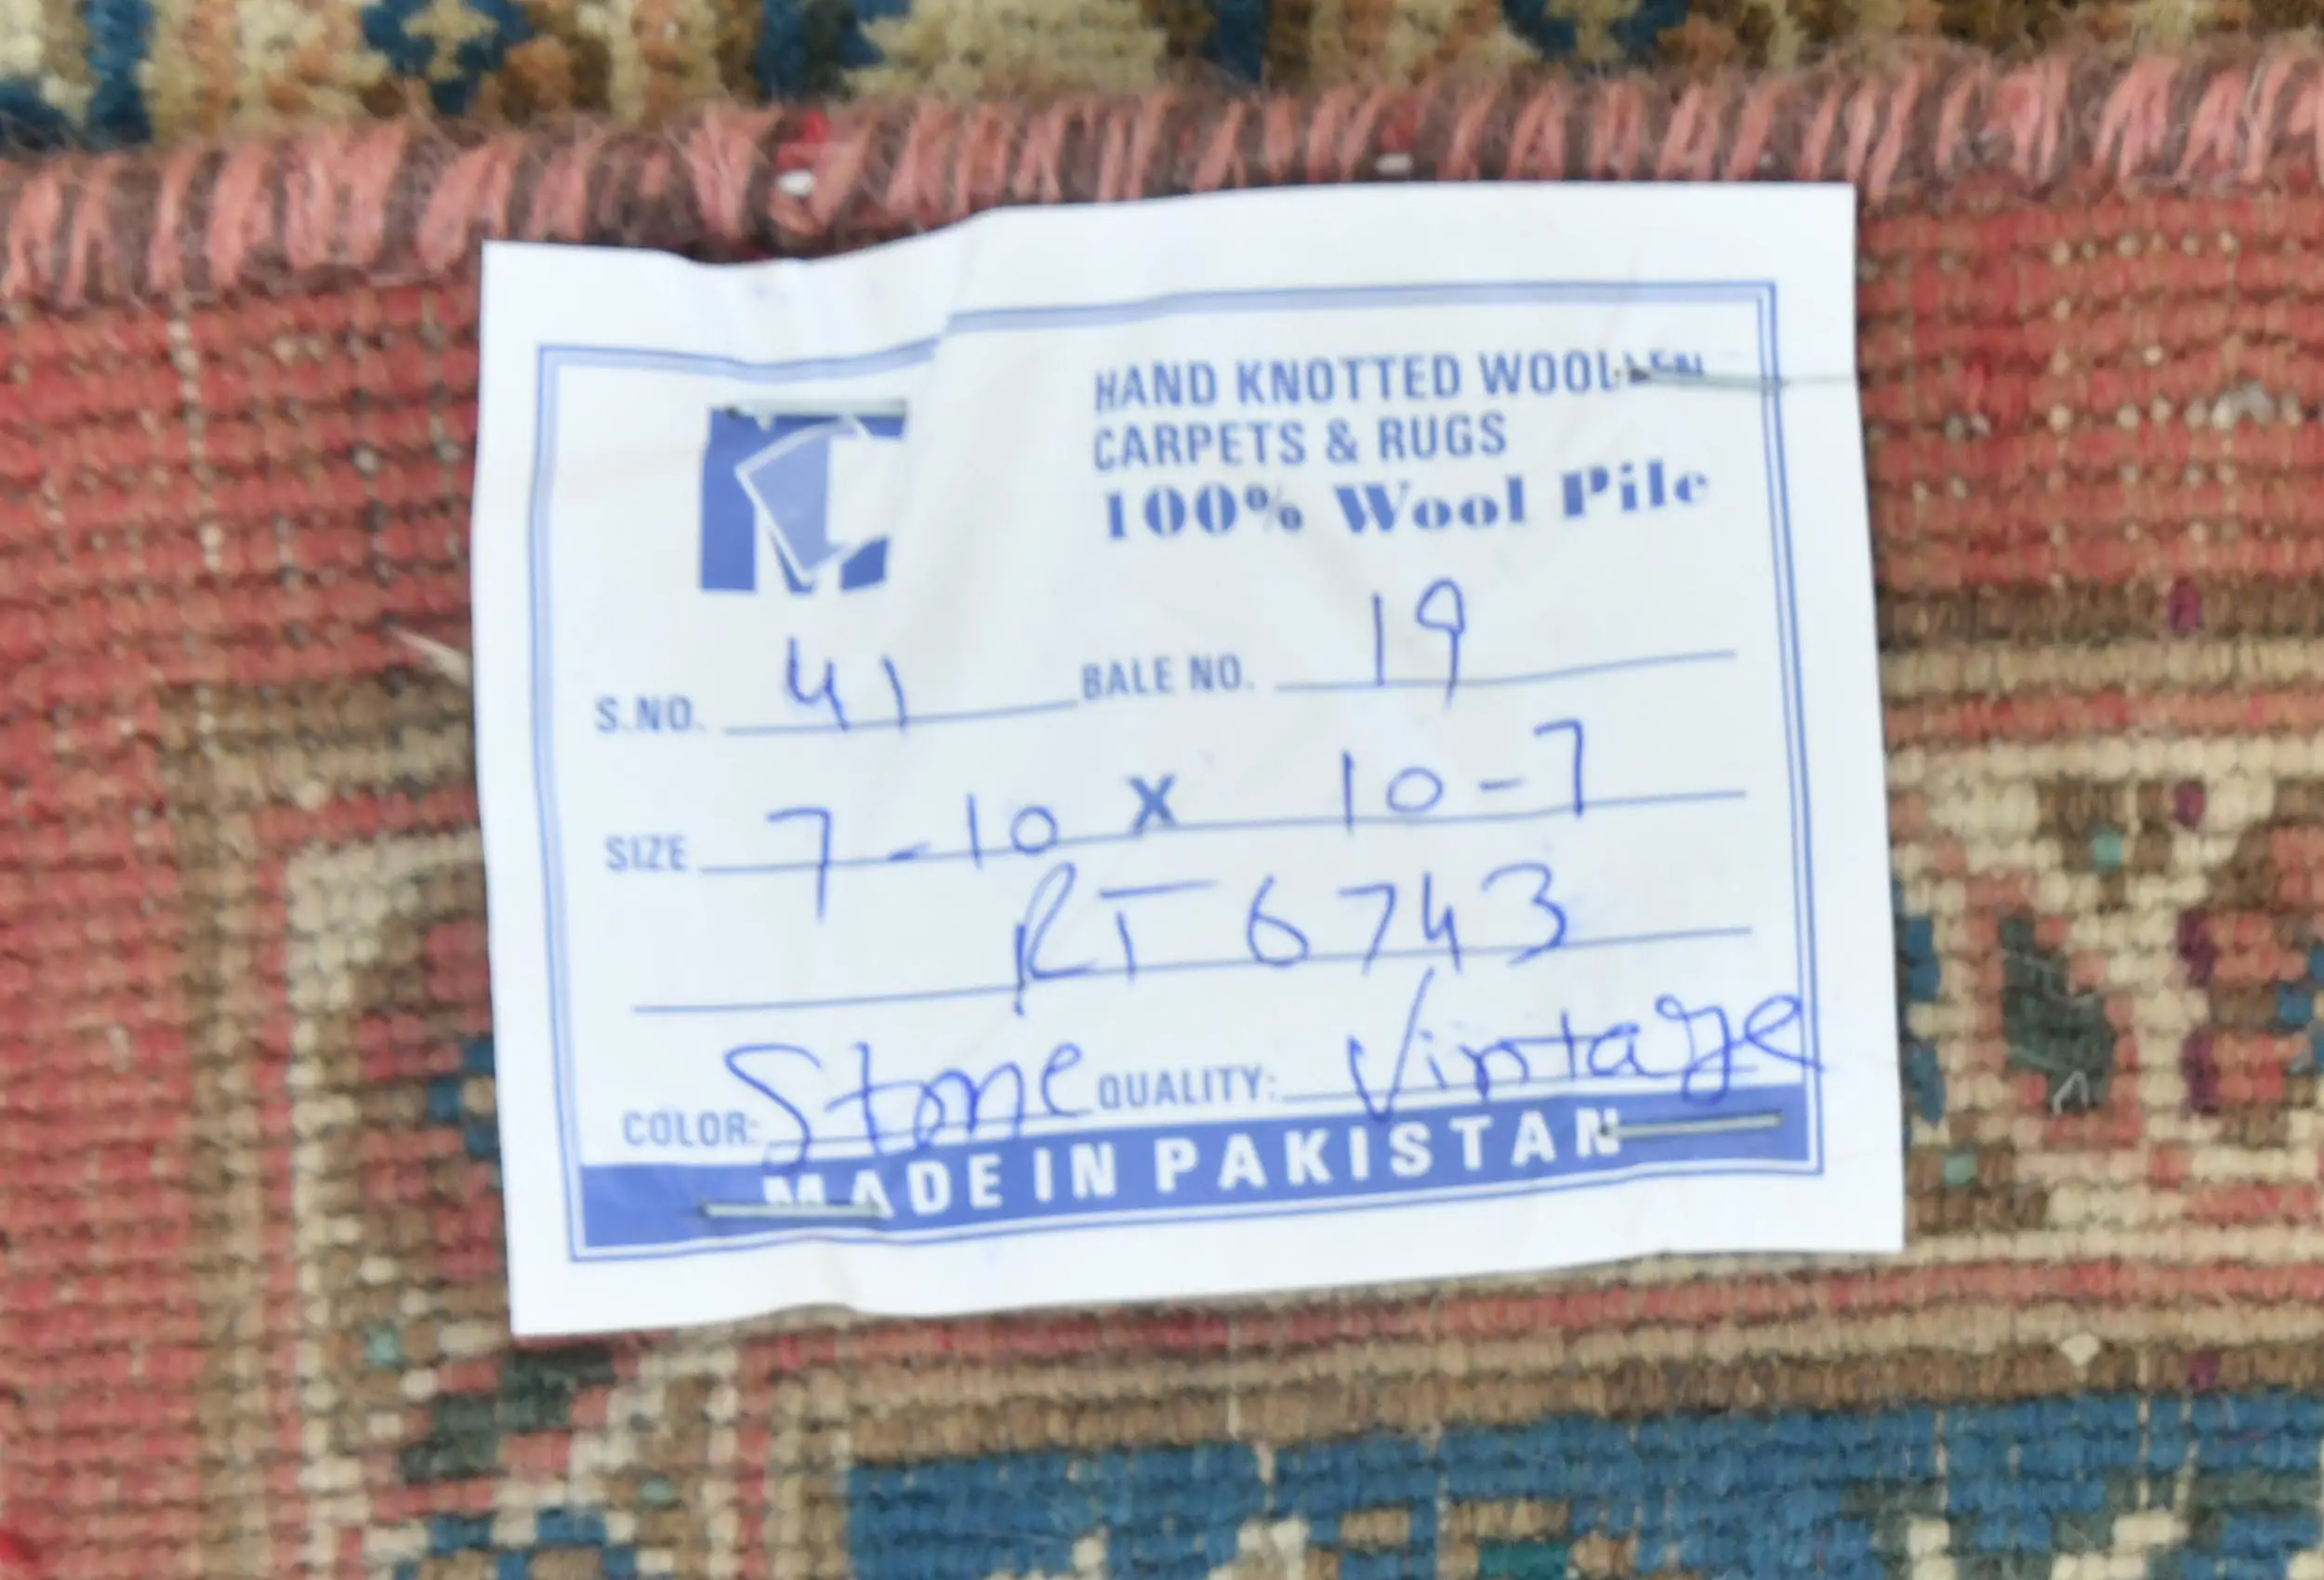 HAND KNOTTED WOOLLEN
CARPETS & RUGS
100% Wool Pile
S.NO. 41 BALE NO. 19
SIZE 7-10 X 10-7
RT 6743
COLOR: Stone QUALITY: Vintage
MADE IN PAKISTAN